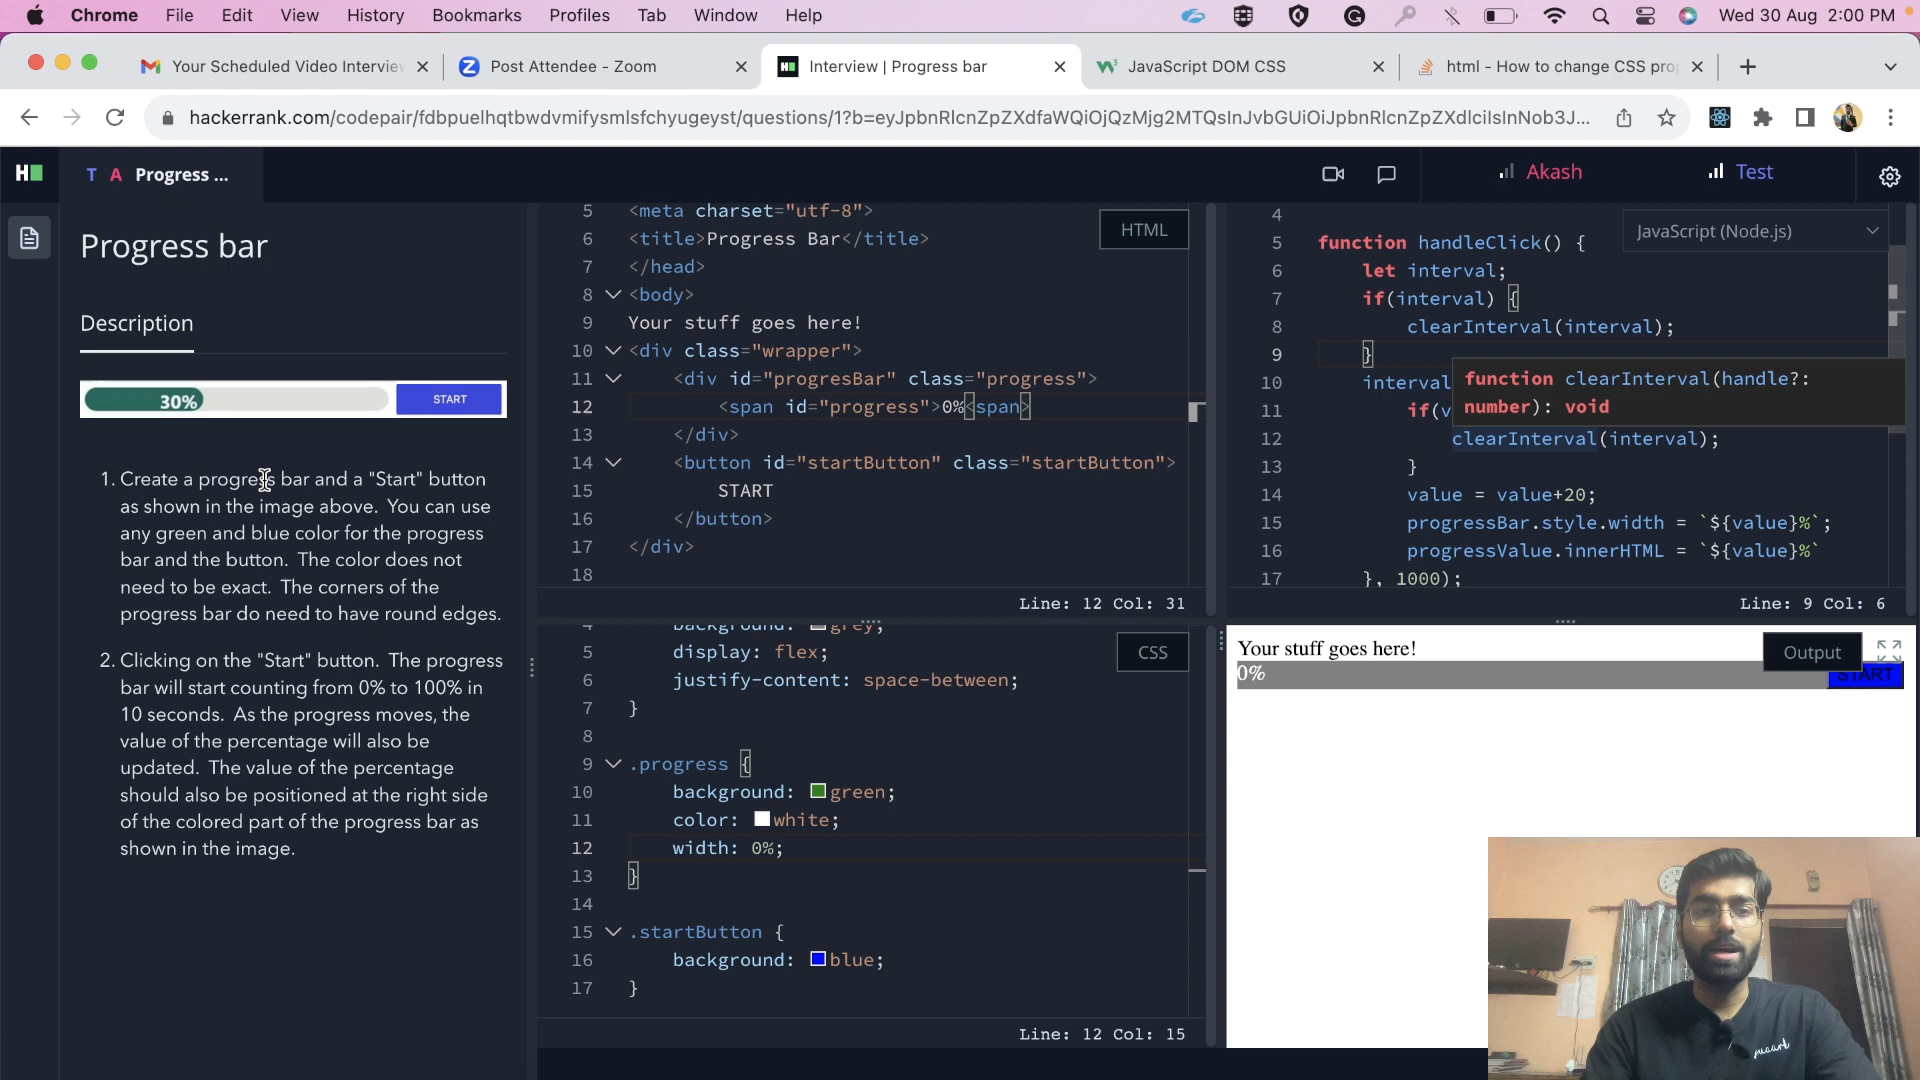 Chrome File Edit View History Bookmarks Profiles Tab Window Help Wed 30 Aug 2:00 PM
Your Scheduled Video Interview
Post Attendee - Zoom
Interview | Progress bar
JavaScript DOM CSS
html - How to change CSS pro
hackerrank.com/codepair/fdbpuelhqtbwdvmifysmlsfchyugeyst/questions/1?b=eyJpbnRlcnZpZXdfaWQiOjQzMjg2MTQsInJvbGUiOiJpbnRlcnZpZXdlciIsInNob3J...
H
T A Progress ...
Akash
Test
Progress bar
Description
30%
START
1. Create a progress bar and a "Start" button
as shown in the image above. You can use
any green and blue color for the progress
bar and the button. The color does not
need to be exact. The corners of the
progress bar do need to have round edges.
2. Clicking on the "Start" button. The progress
bar will start counting from 0% to 100% in
10 seconds. As the progress moves, the
value of the percentage will also be
updated. The value of the percentage
should also be positioned at the right side
of the colored part of the progress bar as
shown in the image.
HTML
5 <meta charset="utf-8">
6 <title>Progress Bar</title>
7 </head>
8 <body>
9 Your stuff goes here!
10 <div class="wrapper">
11 <div id="progresBar" class="progress">
12 <span id="progress">0%<span>
13 </div>
14 <button id="startButton" class="startButton">
15 START
16 </button>
17 </div>
18
Line: 12 Col: 31
CSS
4 background: grey;
5 display: flex;
6 justify-content: space-between;
7 }
8
9 .progress {
10 background: green;
11 color: white;
12 width: 0%;
13 }
14
15 .startButton {
16 background: blue;
17 }
Line: 12 Col: 15
JavaScript (Node.js)
4
5 function handleClick() {
6 let interval;
7 if(interval) {
8 clearInterval(interval);
9 }
10 interval
11 if(v
function clearInterval(handle?:
number): void
12 clearInterval(interval);
13 }
14 value = value+20;
15 progressBar.style.width = `${value}%`;
16 progressValue.innerHTML = `${value}%`
17 }, 1000);
Line: 9 Col: 6
Output
Your stuff goes here!
0%
START